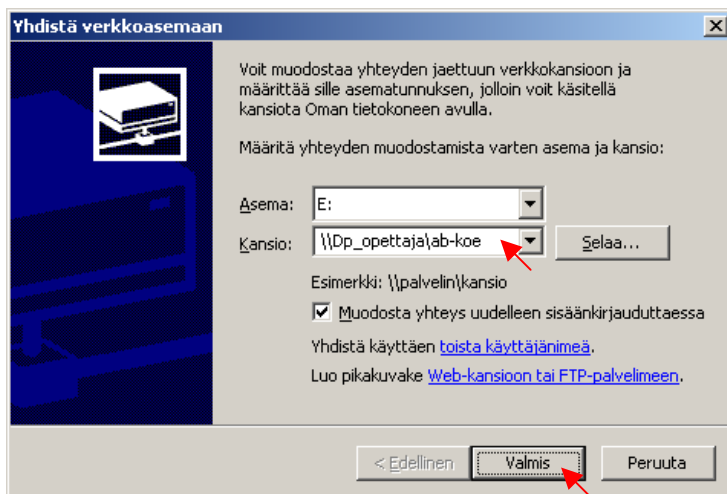 Yhdistä verkkoasemaan
Voit muodostaa yhteyden jaettuun verkkokansioon ja
määrittää sille asematunnuksen, jolloin voit käsitellä
kansiota Oman tietokoneen avulla.
Määritä yhteyden muodostamista varten asema ja kansio:
Asema: E:
Kansio: \\Dp_opettaja\ab-koe Selaa...
Esimerkki: \\palvelin\kansio
Muodosta yhteys uudelleen sisäänkirjauduttaessa
Yhdistä käyttäen toista käyttäjänimeä.
Luo pikakuvake Web-kansioon tai FTP-palvelimeen.
< Edellinen Valmis Peruuta